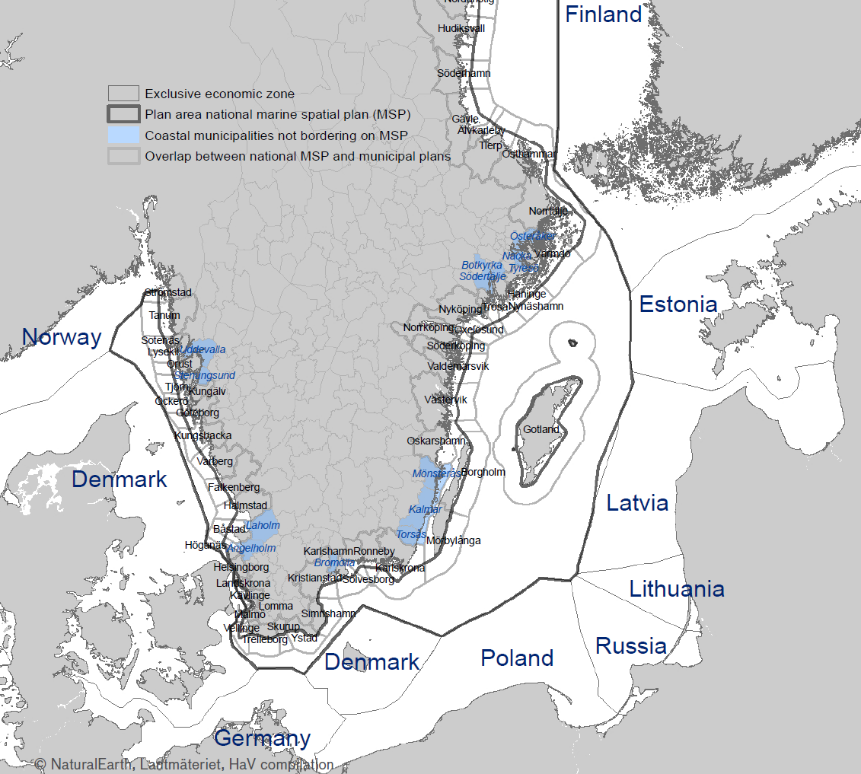 Finland
Hudiksvall
Söderhamn
Exclusive economic zone
Plan area national marine spatial plan (MSP)
Coastal municipalities not bordering on MSP
Overlap between national MSP and municipal plans
Gävle
Älvkarleby
Tierp
Östhammar
Norrtälje
Österåker
Värmdö
Nacka
Tyresö
Botkyrka
Södertälje
Haninge
Nynäshamn
Trosa
Nyköping
Oxelösund
Norrköping
Söderköping
Valdemarsvik
Västervik
Oskarshamn
Mönsterås
Borgholm
Kalmar
Torsås
Mörbylånga
Gotland
Estonia
Latvia
Lithuania
Russia
Poland
Denmark
Germany
Norway
Denmark
Strömstad
Tanum
Sotenäs
Lysekil
Uddevalla
Orust
Stenungsund
Tjörn
Kungälv
Öckerö
Göteborg
Kungsbacka
Varberg
Falkenberg
Halmstad
Laholm
Båstad
Ängelholm
Höganäs
Helsingborg
Landskrona
Kävlinge
Lomma
Malmö
Vellinge
Skurup
Trelleborg
Ystad
Simrishamn
Kristianstad
Bromölla
Sölvesborg
Karlshamn
Ronneby
Karlskrona
© NaturalEarth, Lantmäteriet, HaV compilation